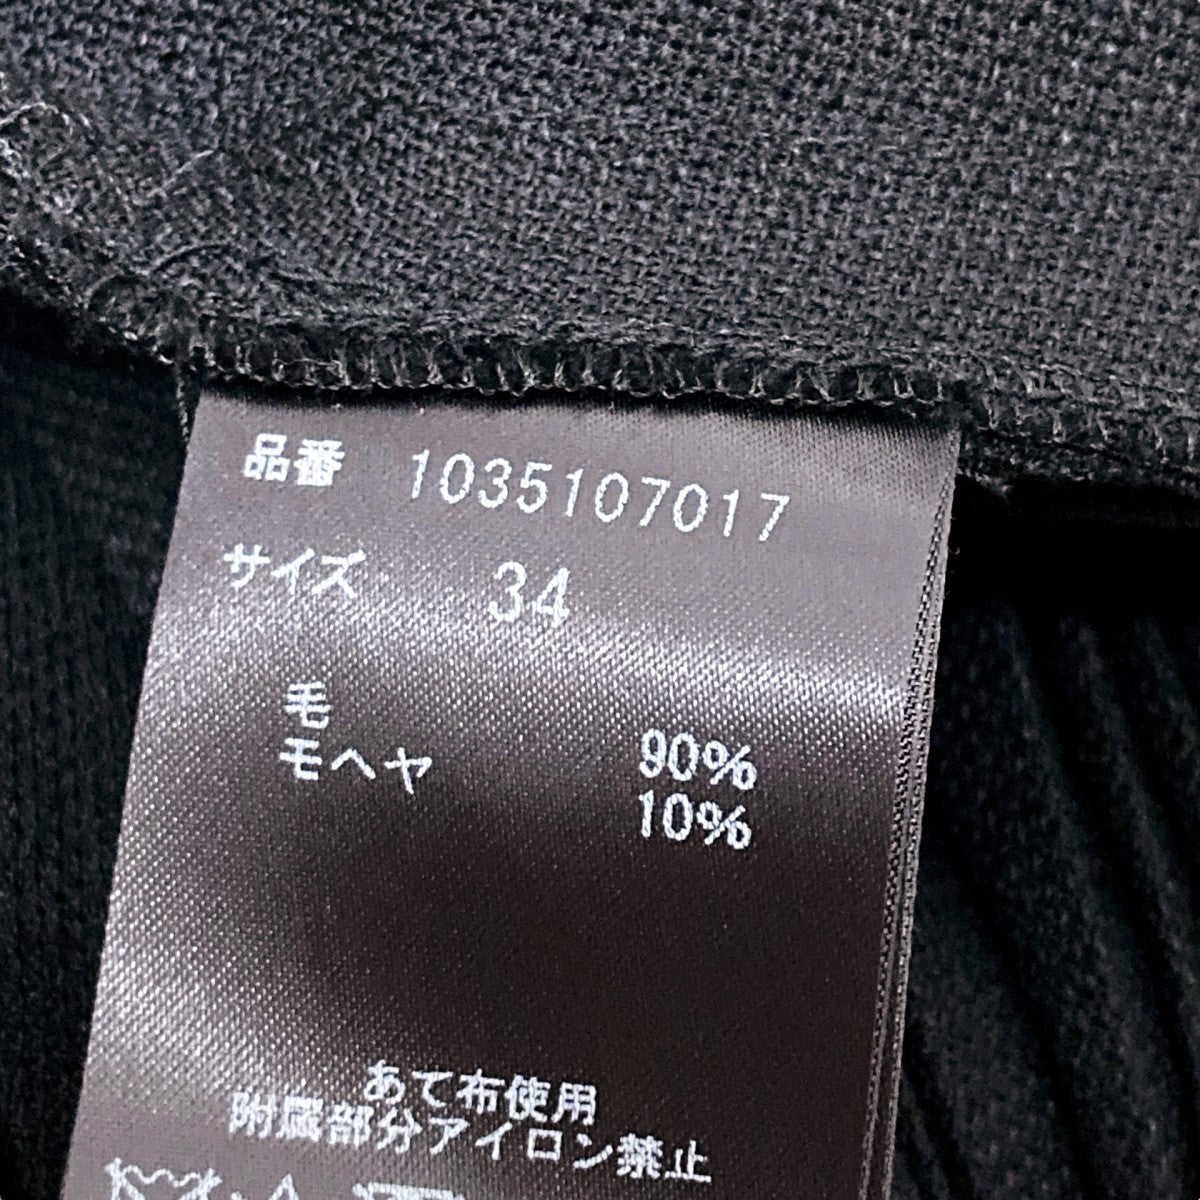 品番 1035107017
サイズ 34
毛 90%
モヘヤ 10%
あて布使用
附属部分アイロン禁止